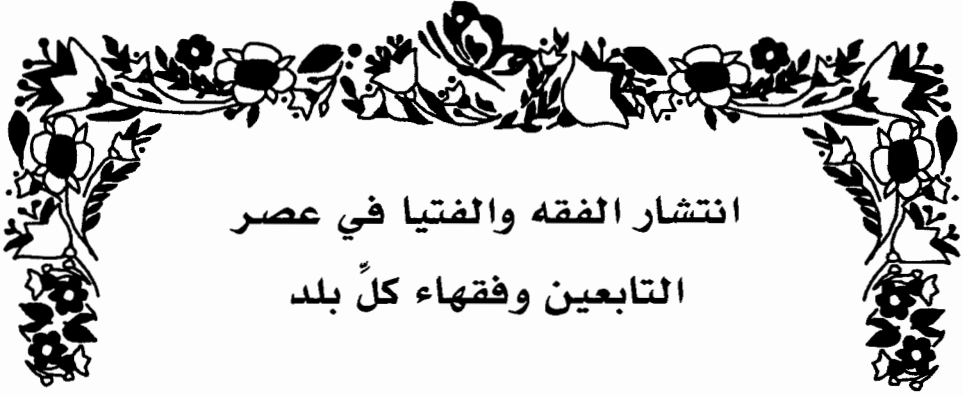 انتشار الفقه والفتيا في عصر
التابعين وفقهاء كلِّ بلد